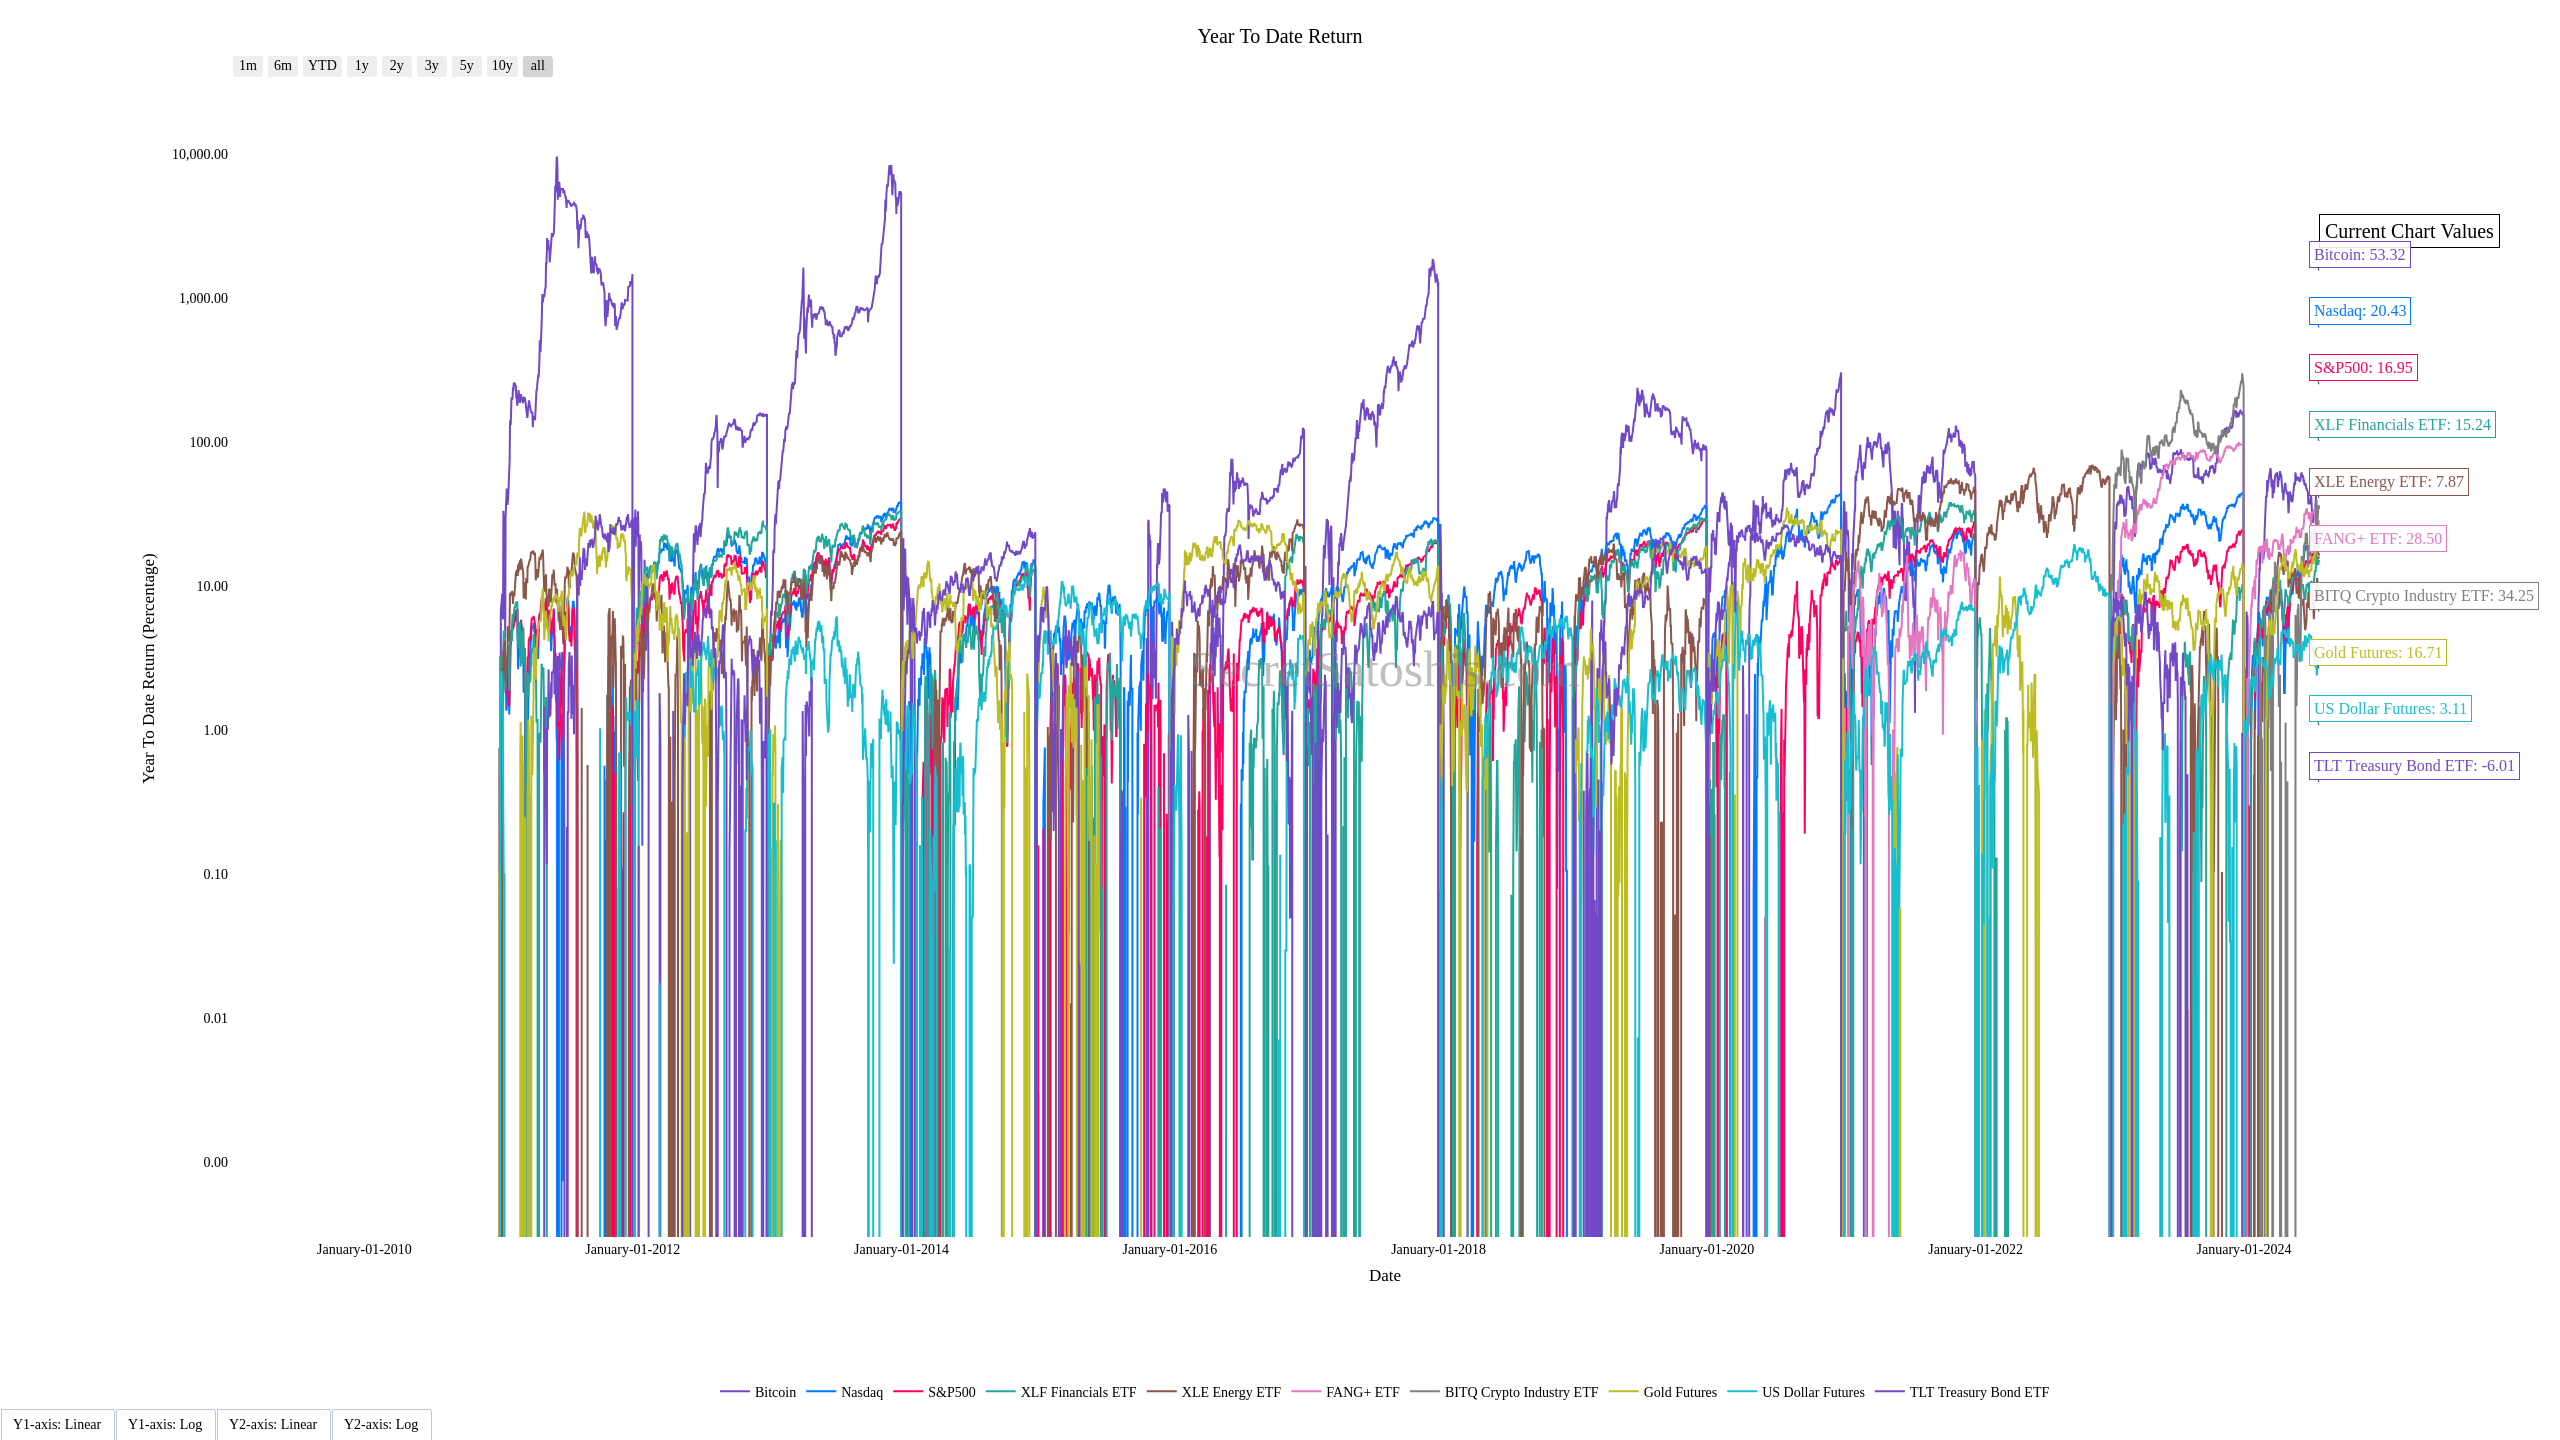 Year To Date Return
1m 6m YTD 1y 2y 3y 5y 10y all
10,000.00
1,000.00
100.00
10.00
1.00
0.10
0.01
0.00
Year To Date Return (Percentage)
Current Chart Values
Bitcoin: 53.32
Nasdaq: 20.43
S&P500: 16.95
XLF Financials ETF: 15.24
XLE Energy ETF: 7.87
FANG+ ETF: 28.50
BITQ Crypto Industry ETF: 34.25
Gold Futures: 16.71
US Dollar Futures: 3.11
TLT Treasury Bond ETF: -6.01
January-01-2010 January-01-2012 January-01-2014 January-01-2016 January-01-2018 January-01-2020 January-01-2022 January-01-2024
Date
Bitcoin Nasdaq S&P500 XLF Financials ETF XLE Energy ETF FANG+ ETF BITQ Crypto Industry ETF Gold Futures US Dollar Futures TLT Treasury Bond ETF
Y1-axis: Linear Y1-axis: Log Y2-axis: Linear Y2-axis: Log